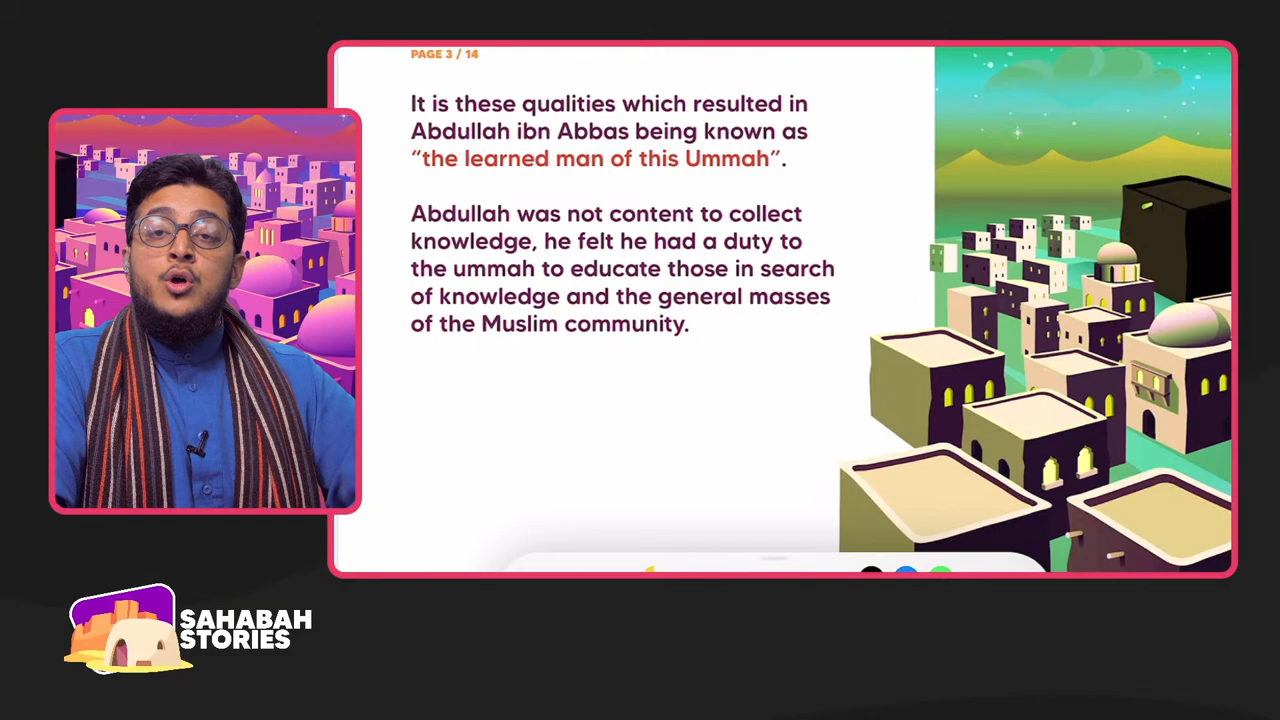 PAGE 3 / 14
It is these qualities which resulted in
Abdullah ibn Abbas being known as
“the learned man of this Ummah”.
Abdullah was not content to collect
knowledge, he felt he had a duty to
the ummah to educate those in search
of knowledge and the general masses
of the Muslim community.
SAHABAH
STORIES